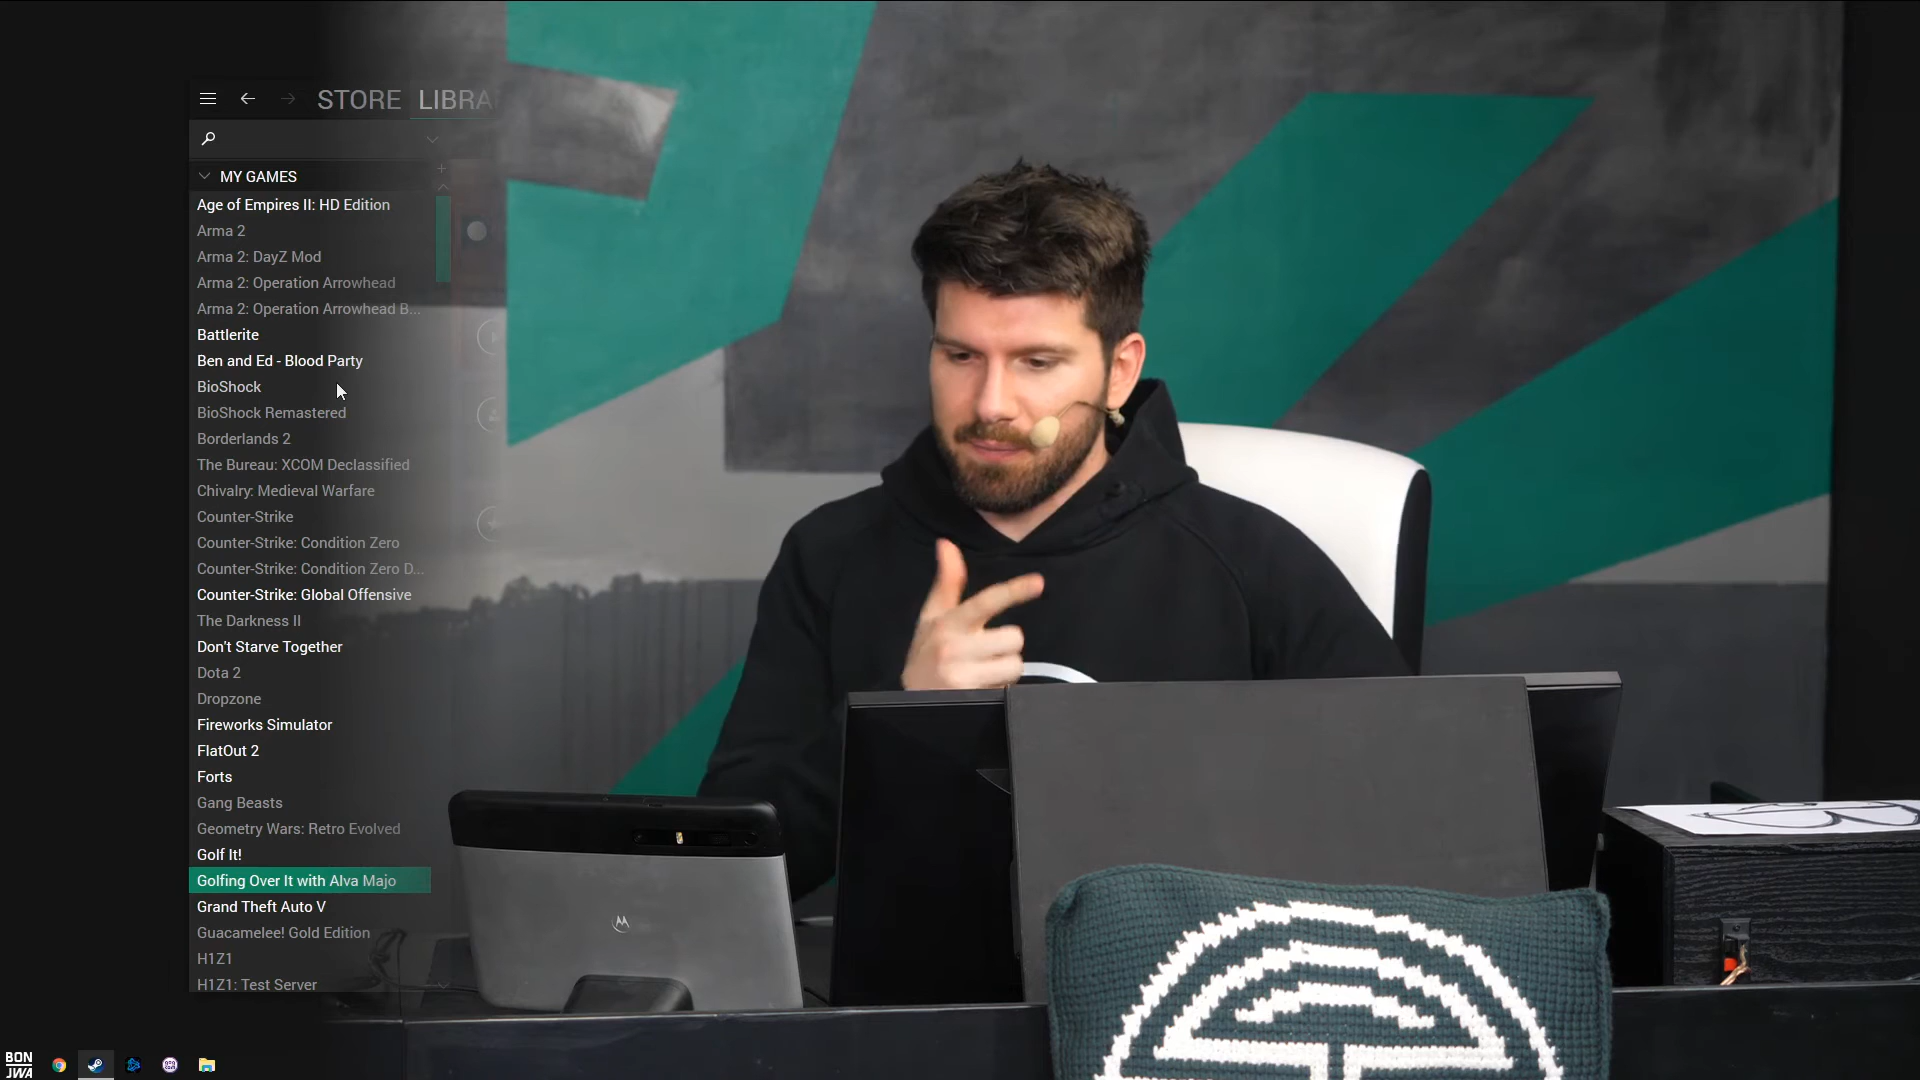 STORE LIBRA
MY GAMES
Age of Empires II: HD Edition
Arma 2
Arma 2: DayZ Mod
Arma 2: Operation Arrowhead
Arma 2: Operation Arrowhead B...
Battlerite
Ben and Ed - Blood Party
BioShock
BioShock Remastered
Borderlands 2
The Bureau: XCOM Declassified
Chivalry: Medieval Warfare
Counter-Strike
Counter-Strike: Condition Zero
Counter-Strike: Condition Zero D...
Counter-Strike: Global Offensive
The Darkness II
Don't Starve Together
Dota 2
Dropzone
Fireworks Simulator
FlatOut 2
Forts
Gang Beasts
Geometry Wars: Retro Evolved
Golf It!
Golfing Over It with Alva Majo
Grand Theft Auto V
Guacamelee! Gold Edition
H1Z1
H1Z1: Test Server
BON
JWA